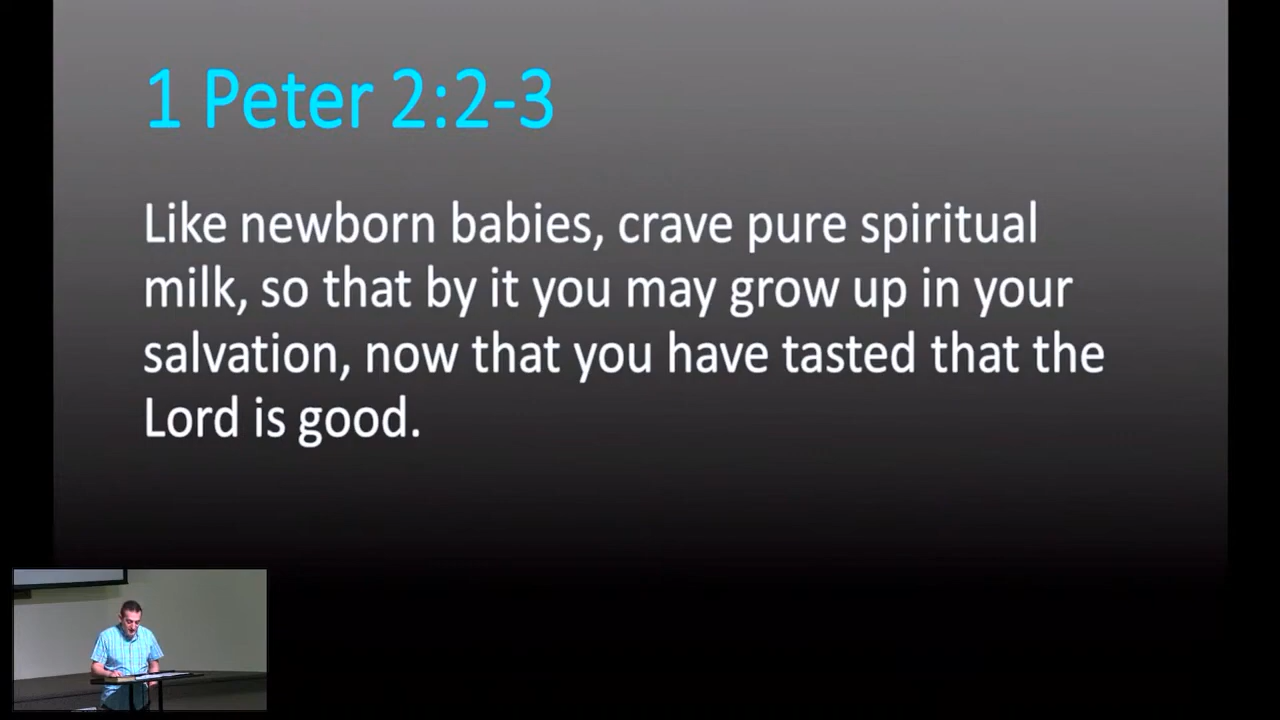 1 Peter 2:2-3
Like newborn babies, crave pure spiritual
milk, so that by it you may grow up in your
salvation, now that you have tasted that the
Lord is good.